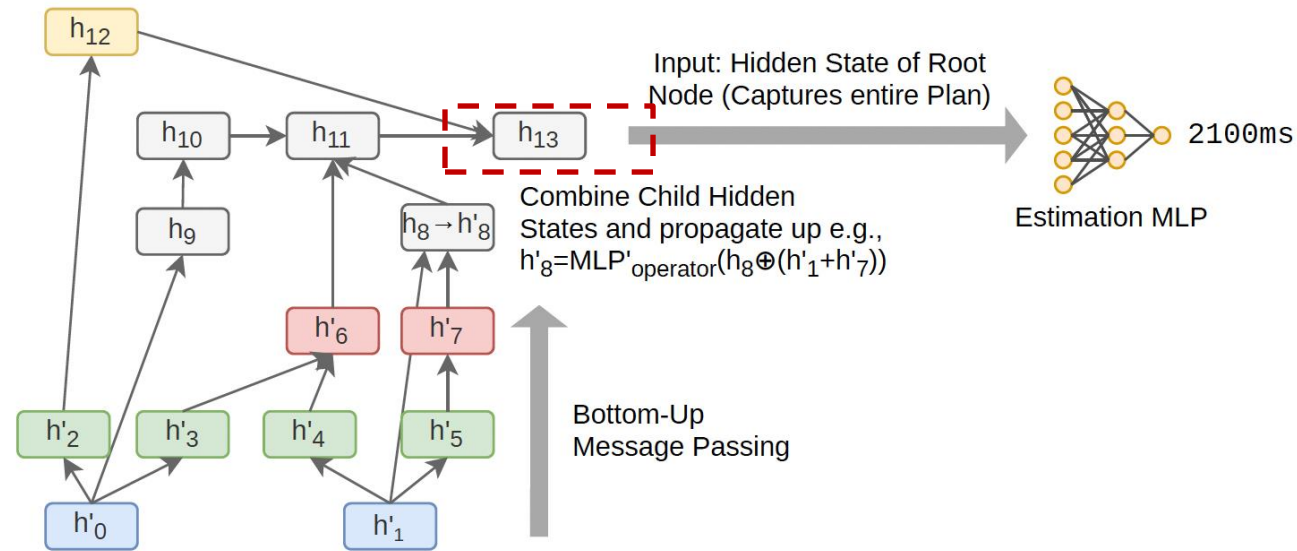 h12
Input: Hidden State of Root
Node (Captures entire Plan)
h10
h11
h13
2100ms
Estimation MLP
h9
h8→h'8
Combine Child Hidden
States and propagate up e.g.,
h'8=MLP'operator(h8⊕(h'1+h'7))
h'6
h'7
h'2
h'3
h'4
h'5
Bottom-Up
Message Passing
h'0
h'1